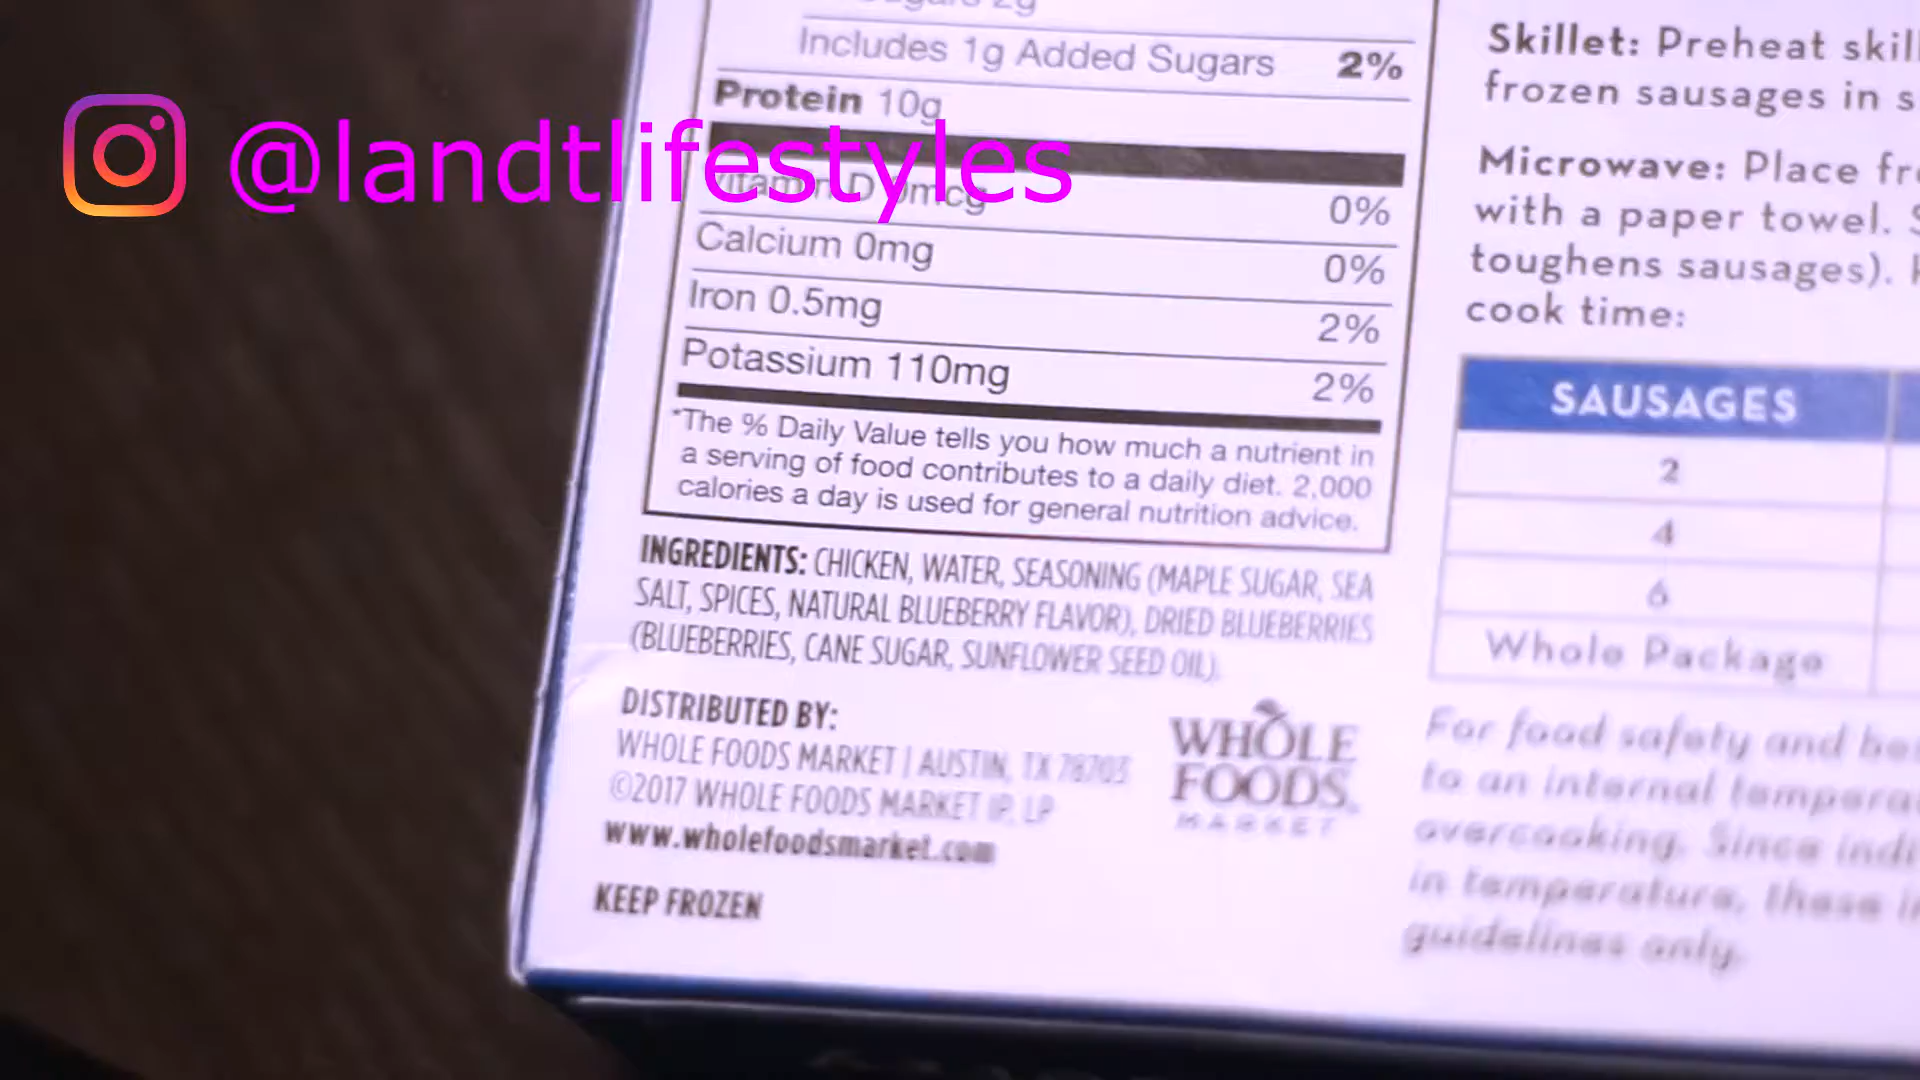 Includes 1g Added Sugars 2%
Protein 10g
@landtlifestyles
Vitamin D 0mcg 0%
Calcium 0mg 0%
Iron 0.5mg 2%
Potassium 110mg 2%
*The % Daily Value tells you how much a nutrient in
a serving of food contributes to a daily diet. 2,000
calories a day is used for general nutrition advice.
INGREDIENTS: CHICKEN, WATER, SEASONING (MAPLE SUGAR, SEA
SALT, SPICES, NATURAL BLUEBERRY FLAVOR), DRIED BLUEBERRIES
(BLUEBERRIES, CANE SUGAR, SUNFLOWER SEED OIL).
DISTRIBUTED BY:
WHOLE FOODS MARKET | AUSTIN, TX 78703
©2017 WHOLE FOODS MARKET IP, LP
www.wholefoodsmarket.com
KEEP FROZEN
WHOLE
FOODS
MARKET
Skillet: Preheat
frozen sausages in
Microwave: Place
with a paper towel.
toughens sausages).
cook time:
SAUSAGES
2
4
6
Whole Package
For food safety and
to an internal
overcooking. Since
in temperature, these
guidelines only.